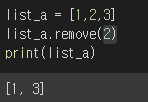 list_a = [1,2,3]
list_a.remove(2)
print(list_a)
[1, 3]